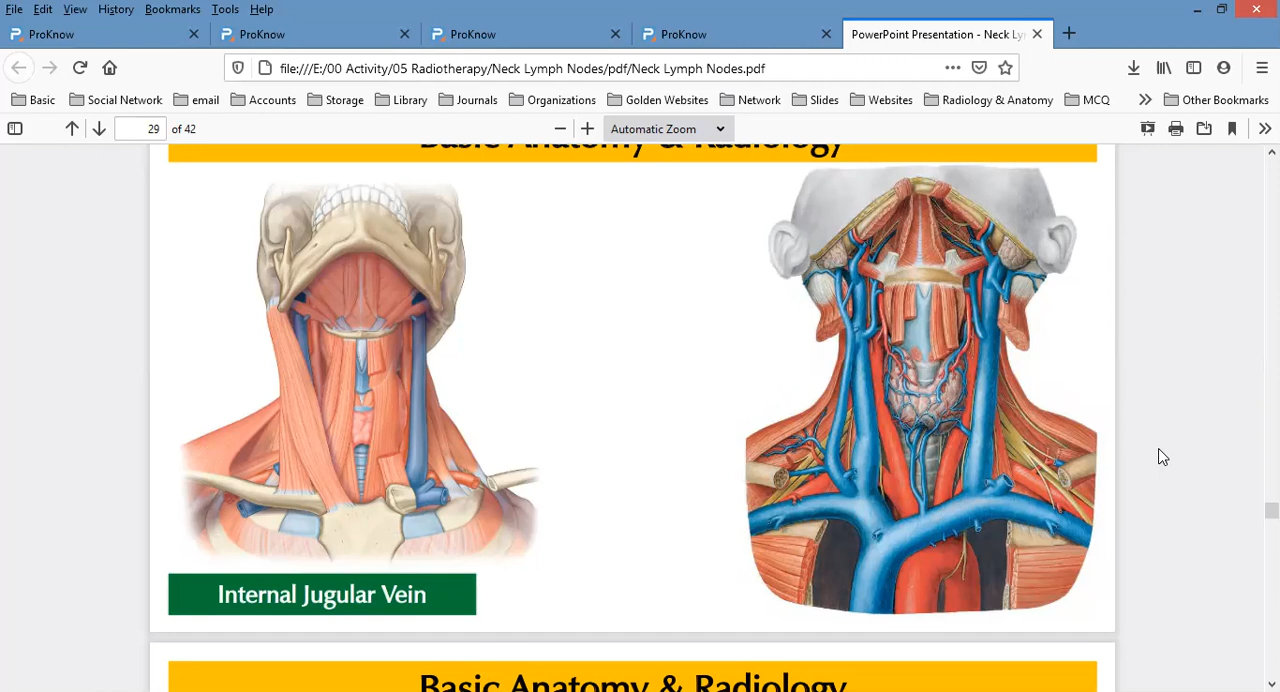 File Edit View History Bookmarks Tools Help
ProKnow ProKnow ProKnow ProKnow PowerPoint Presentation - Neck Ly
file:///E:/00 Activity/05 Radiotherapy/Neck Lymph Nodes/pdf/Neck Lymph Nodes.pdf
Basic Social Network email Accounts Storage Library Journals Organizations Golden Websites Network Slides Websites Radiology & Anatomy MCQ Other Bookmarks
29 of 42 Automatic Zoom
Basic Anatomy & Radiology
Internal Jugular Vein
Basic Anatomy & Radiology